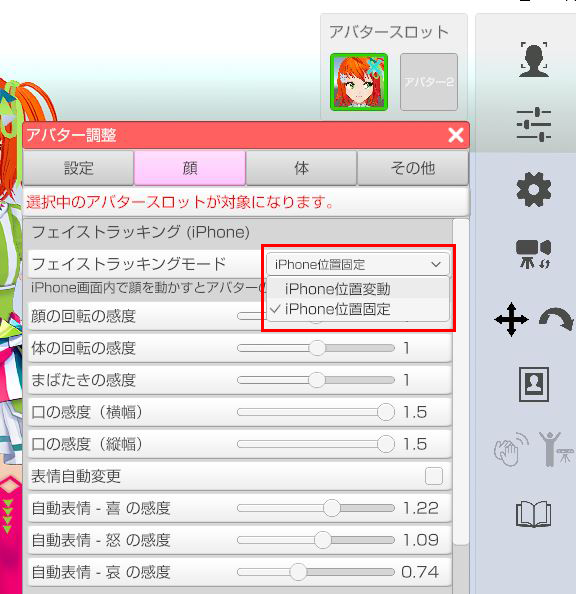 アバタースロット
アバター2
アバター調整
設定
顔
体
その他
選択中のアバタースロットが対象になります。
フェイストラッキング (iPhone)
フェイストラッキングモード
iPhone位置固定
iPhone位置変動
iPhone位置固定
iPhone画面内で顔を動かすとアバターの
顔の回転の感度
体の回転の感度
1
まばたきの感度
1
口の感度（横幅）
1.5
口の感度（縦幅）
1.5
表情自動変更
自動表情 - 喜 の感度
1.22
自動表情 - 怒 の感度
1.09
自動表情 - 哀 の感度
0.74